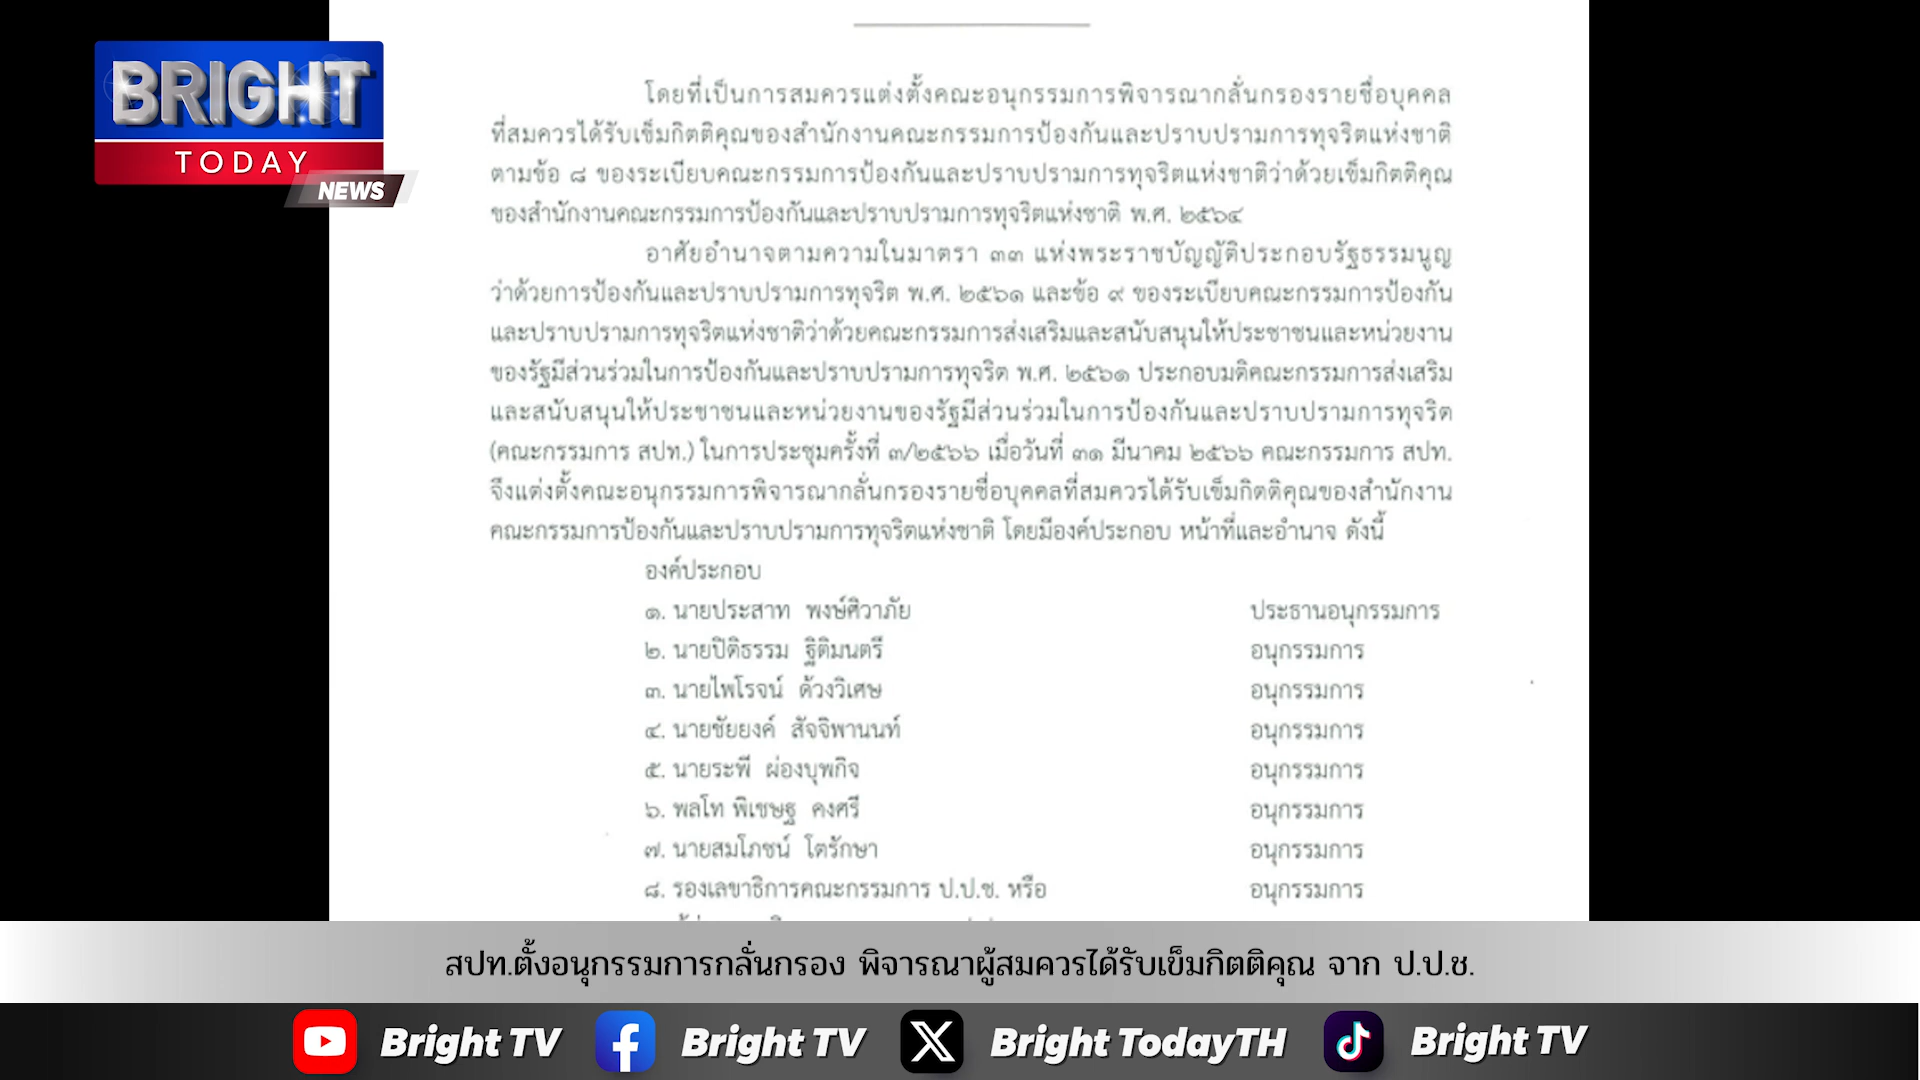 BRIGHT
TODAY
NEWS
โดยที่เป็นการสมควรแต่งตั้งคณะอนุกรรมการพิจารณากลั่นกรองรายชื่อบุคคล
ที่สมควรได้รับเข็มกิตติคุณของสำนักงานคณะกรรมการป้องกันและปราบปรามการทุจริตแห่งชาติ
ตามข้อ ๘ ของระเบียบคณะกรรมการป้องกันและปราบปรามการทุจริตแห่งชาติว่าด้วยเข็มกิตติคุณ
ของสำนักงานคณะกรรมการป้องกันและปราบปรามการทุจริตแห่งชาติ พ.ศ. ๒๕๖๔
อาศัยอำนาจตามความในมาตรา ๓๓ แห่งพระราชบัญญัติประกอบรัฐธรรมนูญ
ว่าด้วยการป้องกันและปราบปรามการทุจริต พ.ศ. ๒๕๖๑ และข้อ ๙ ของระเบียบคณะกรรมการป้องกัน
และปราบปรามการทุจริตแห่งชาติว่าด้วยคณะกรรมการส่งเสริมและสนับสนุนให้ประชาชนและหน่วยงาน
ของรัฐมีส่วนร่วมในการป้องกันและปราบปรามการทุจริต พ.ศ. ๒๕๖๑ ประกอบมติคณะกรรมการส่งเสริม
และสนับสนุนให้ประชาชนและหน่วยงานของรัฐมีส่วนร่วมในการป้องกันและปราบปรามการทุจริต
(คณะกรรมการ สปท.) ในการประชุมครั้งที่ ๓/๒๕๖๖ เมื่อวันที่ ๓๑ มีนาคม ๒๕๖๖ คณะกรรมการ สปท.
จึงแต่งตั้งคณะอนุกรรมการพิจารณากลั่นกรองรายชื่อบุคคลที่สมควรได้รับเข็มกิตติคุณของสำนักงาน
คณะกรรมการป้องกันและปราบปรามการทุจริตแห่งชาติ โดยมีองค์ประกอบ หน้าที่และอำนาจ ดังนี้
องค์ประกอบ
๑. นายประสาท พงษ์ศิวาภัย ประธานอนุกรรมการ
๒. นายปิติธรรม ฐิติมนตรี อนุกรรมการ
๓. นายไพโรจน์ ด้วงวิเศษ อนุกรรมการ
๔. นายชัยยงค์ สัจจิพานนท์ อนุกรรมการ
๕. นายระพี ผ่องบุพกิจ อนุกรรมการ
๖. พลโท พิเชษฐ คงศรี อนุกรรมการ
๗. นายสมโภชน์ โตรักษา อนุกรรมการ
๘. รองเลขาธิการคณะกรรมการ ป.ป.ช. หรือ อนุกรรมการ
สปท.ตั้งอนุกรรมการกลั่นกรอง พิจารณาผู้สมควรได้รับเข็มกิตติคุณ จาก ป.ป.ช.
Bright TV Bright TV Bright TodayTH Bright TV